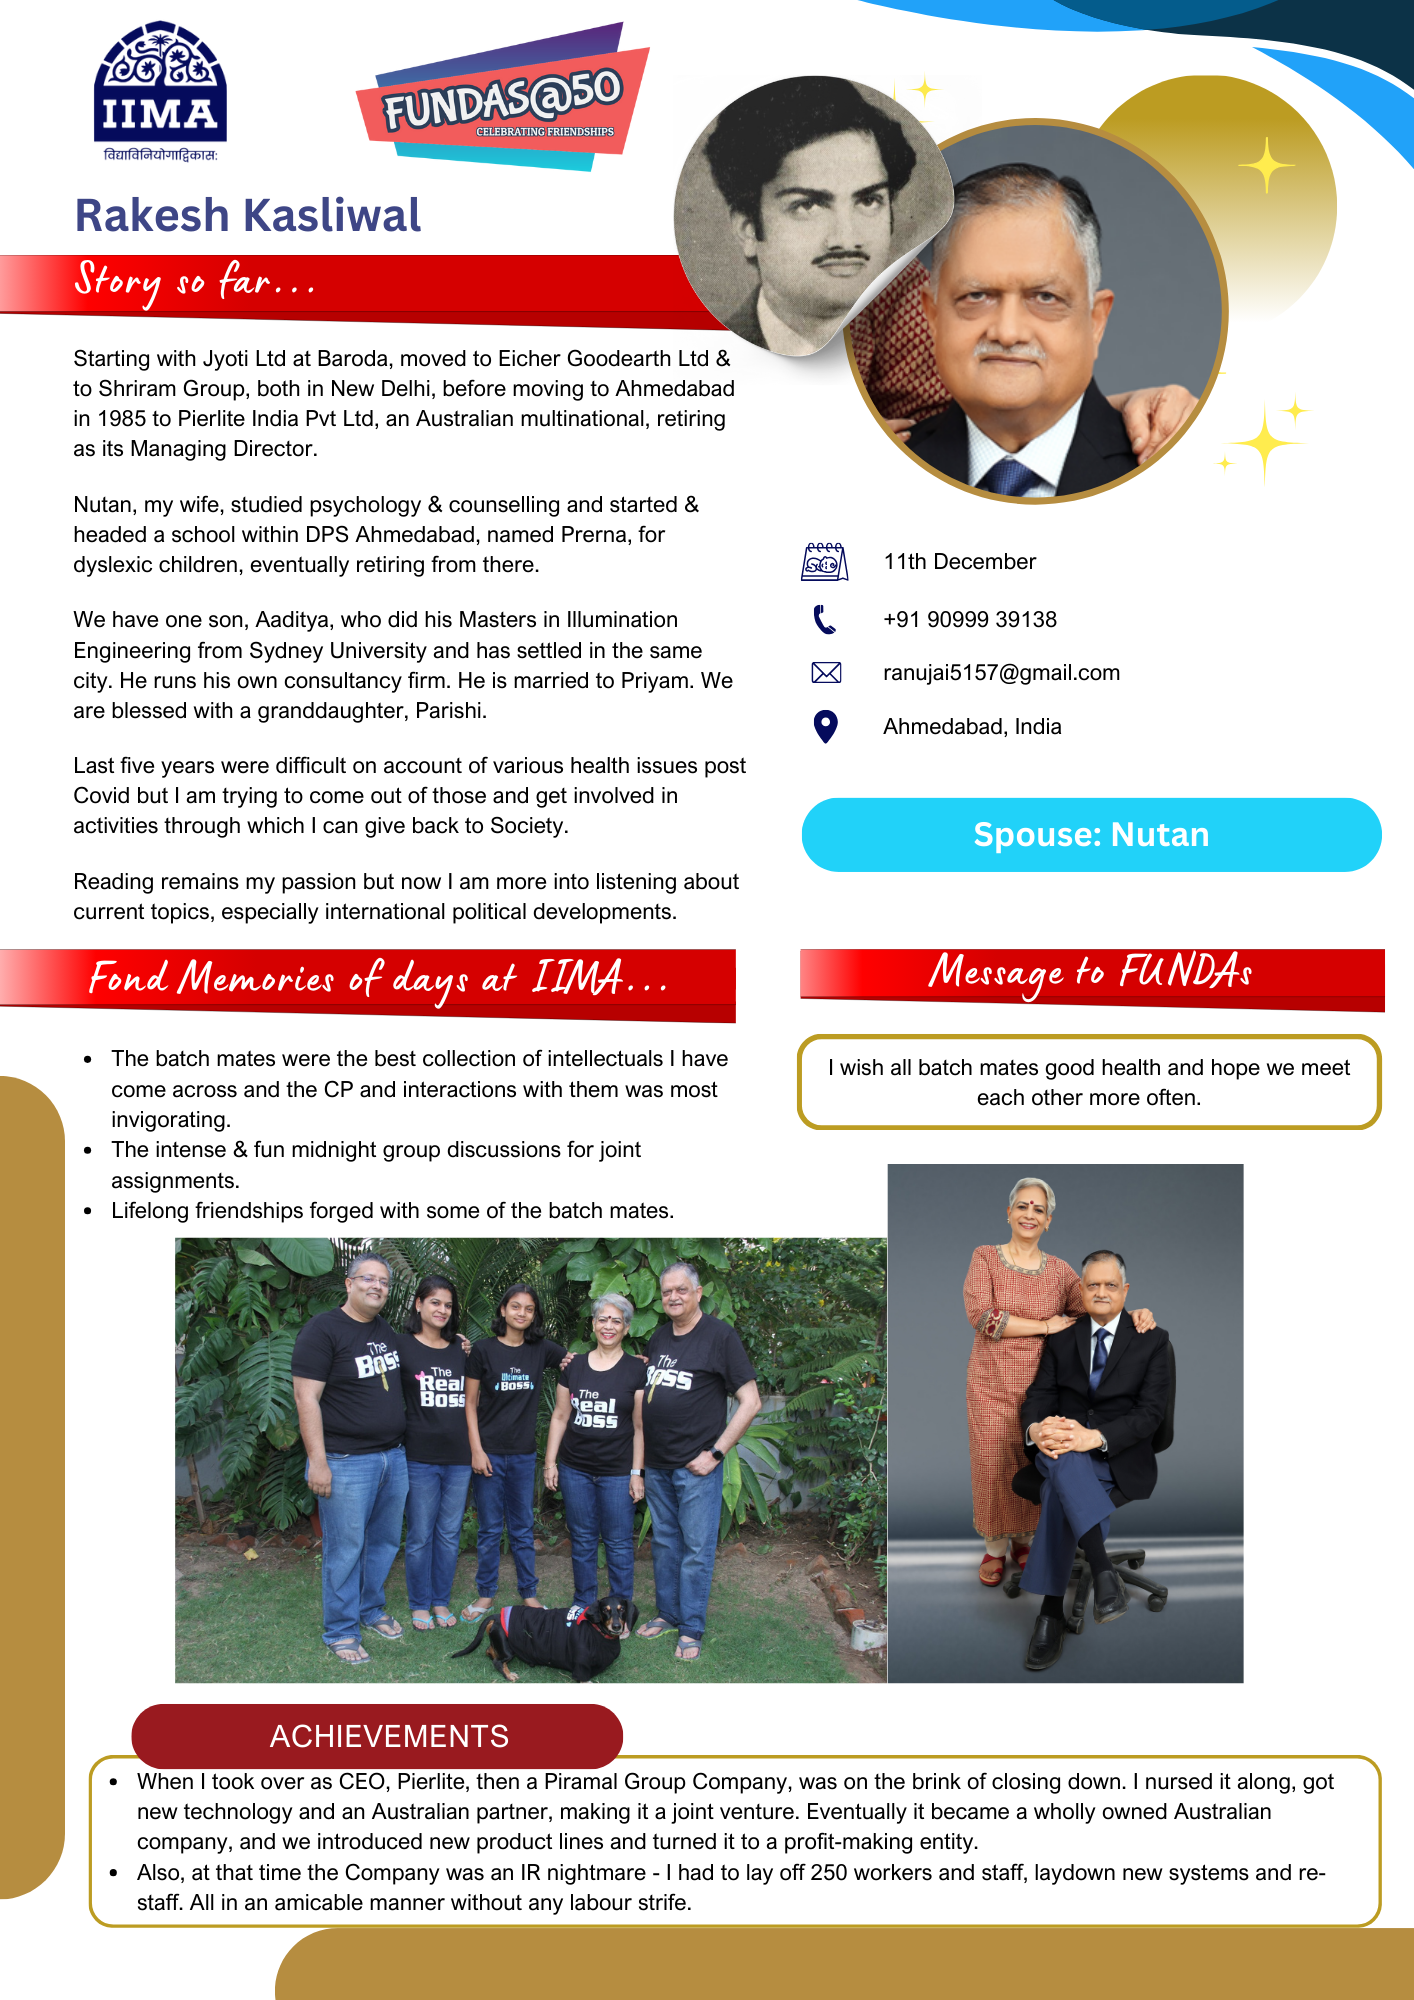 IIMA
विद्याविनियोगाद्विकासः
FUNDAS@50
CELEBRATING FRIENDSHIPS
Rakesh Kasliwal
Story so far...
Starting with Jyoti Ltd at Baroda, moved to Eicher Goodearth Ltd &
to Shriram Group, both in New Delhi, before moving to Ahmedabad
in 1985 to Pierlite India Pvt Ltd, an Australian multinational, retiring
as its Managing Director.
Nutan, my wife, studied psychology & counselling and started &
headed a school within DPS Ahmedabad, named Prerna, for
dyslexic children, eventually retiring from there.
We have one son, Aaditya, who did his Masters in Illumination
Engineering from Sydney University and has settled in the same
city. He runs his own consultancy firm. He is married to Priyam. We
are blessed with a granddaughter, Parishi.
Last five years were difficult on account of various health issues post
Covid but I am trying to come out of those and get involved in
activities through which I can give back to Society.
Reading remains my passion but now I am more into listening about
current topics, especially international political developments.
11th December
+91 90999 39138
ranujai5157@gmail.com
Ahmedabad, India
Spouse: Nutan
Fond Memories of days at IIMA...
The batch mates were the best collection of intellectuals I have
come across and the CP and interactions with them was most
invigorating.
The intense & fun midnight group discussions for joint
assignments.
Lifelong friendships forged with some of the batch mates.
Message to FUNDAs
I wish all batch mates good health and hope we meet
each other more often.
The
Boss
The
Real
Boss
The
Ultimate
Boss
The
Real
Boss
The
Boss
ACHIEVEMENTS
When I took over as CEO, Pierlite, then a Piramal Group Company, was on the brink of closing down. I nursed it along, got
new technology and an Australian partner, making it a joint venture. Eventually it became a wholly owned Australian
company, and we introduced new product lines and turned it to a profit-making entity.
Also, at that time the Company was an IR nightmare - I had to lay off 250 workers and staff, laydown new systems and re-
staff. All in an amicable manner without any labour strife.